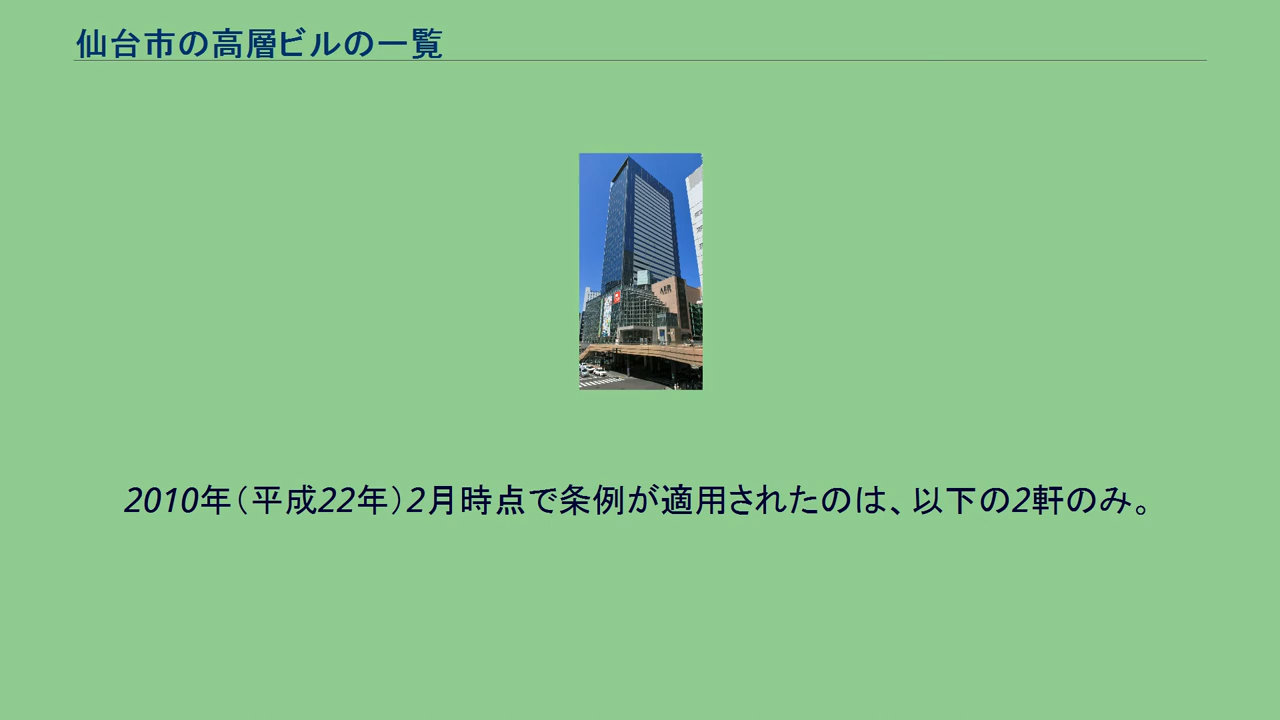 仙台市の高層ビルの一覧
2010年（平成22年）2月時点で条例が適用されたのは、以下の2軒のみ。